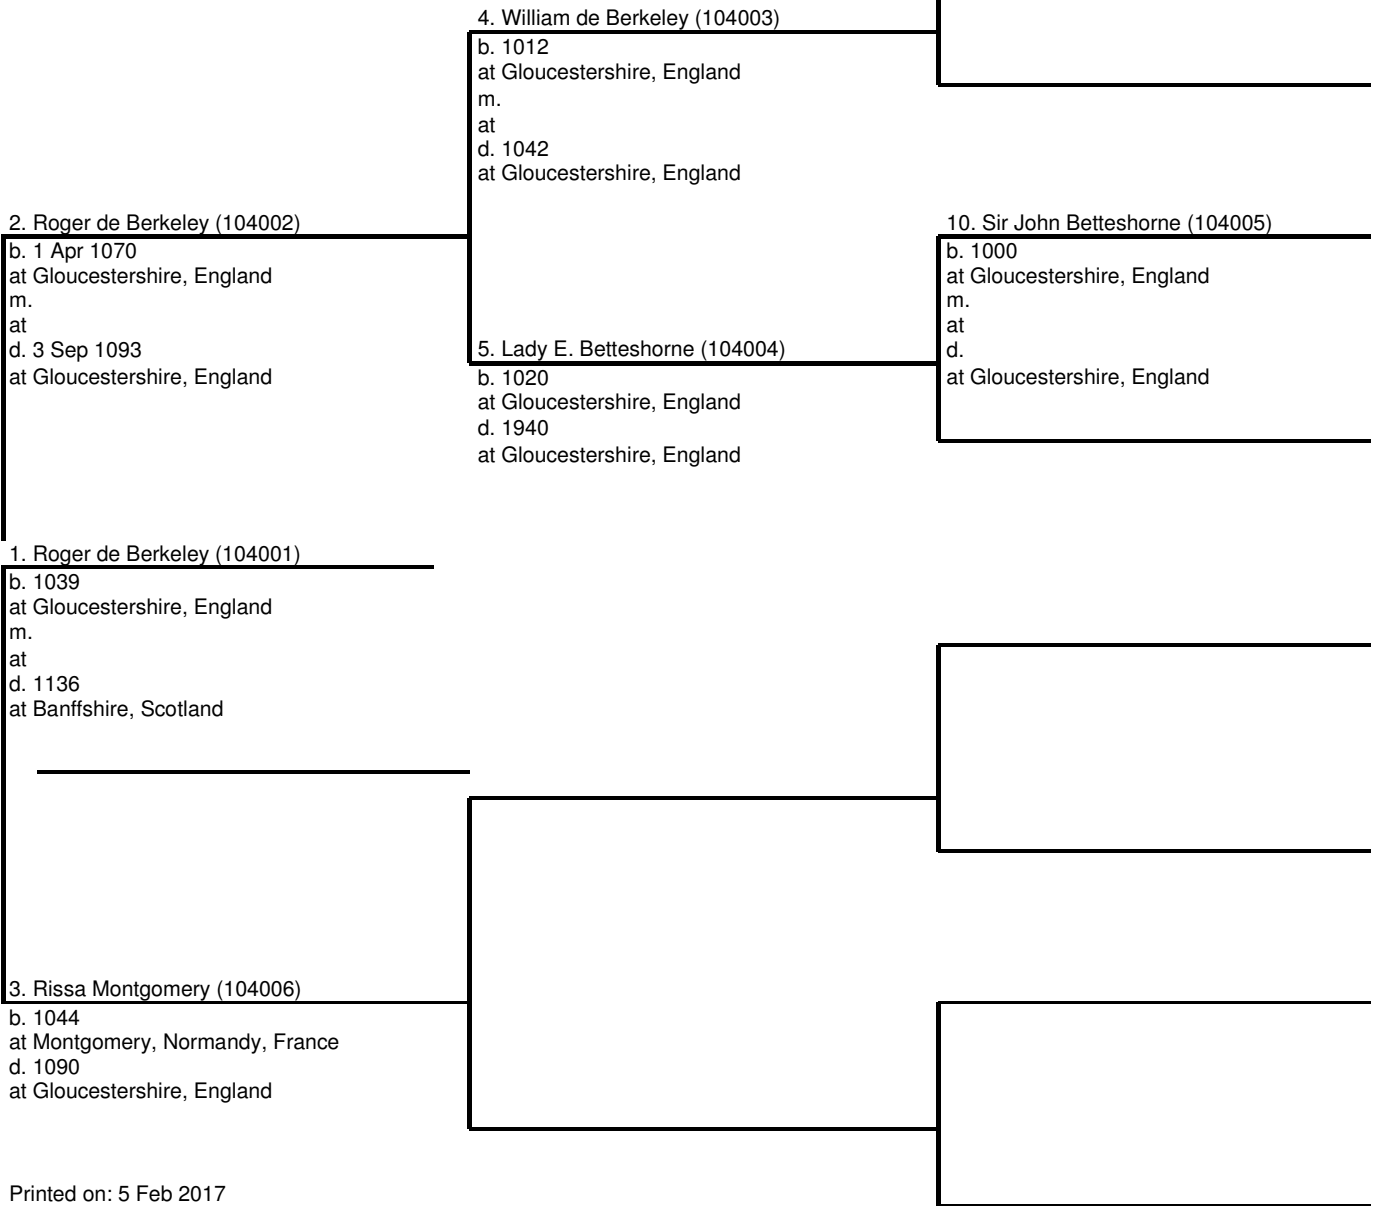 4. William de Berkeley (104003)
b. 1012
at Gloucestershire, England
m.
at
d. 1042
at Gloucestershire, England
2. Roger de Berkeley (104002)
b. 1 Apr 1070
at Gloucestershire, England
m.
at
d. 3 Sep 1093
at Gloucestershire, England
10. Sir John Betteshorne (104005)
b. 1000
at Gloucestershire, England
m.
at
d.
at Gloucestershire, England
5. Lady E. Betteshorne (104004)
b. 1020
at Gloucestershire, England
d. 1940
at Gloucestershire, England
1. Roger de Berkeley (104001)
b. 1039
at Gloucestershire, England
m.
at
d. 1136
at Banffshire, Scotland
3. Rissa Montgomery (104006)
b. 1044
at Montgomery, Normandy, France
d. 1090
at Gloucestershire, England
Printed on: 5 Feb 2017